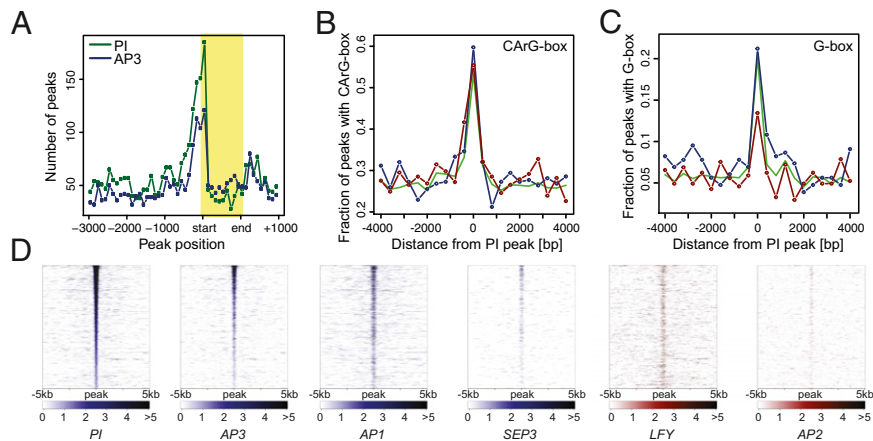 A
PI
AP3
Number of peaks
50
100
150
-3000
-2000
-1000
start
end
+1000
Peak position
B
CArG-box
Fraction of peaks with CArG-box
0.2
0.3
0.4
0.5
0.6
-4000
-2000
0
2000
4000
Distance from PI peak [bp]
C
G-box
Fraction of peaks with G-box
0.05
0.1
0.15
0.2
-4000
-2000
0
2000
4000
Distance from PI peak [bp]
D
-5kb peak 5kb
0 1 2 3 4 >5
PI
-5kb peak 5kb
0 1 2 3 4 >5
AP3
-5kb peak 5kb
0 1 2 3 4 >5
AP1
-5kb peak 5kb
0 1 2 3 4 >5
SEP3
-5kb peak 5kb
0 1 2 3 4 >5
LFY
-5kb peak 5kb
0 1 2 3 4 >5
AP2